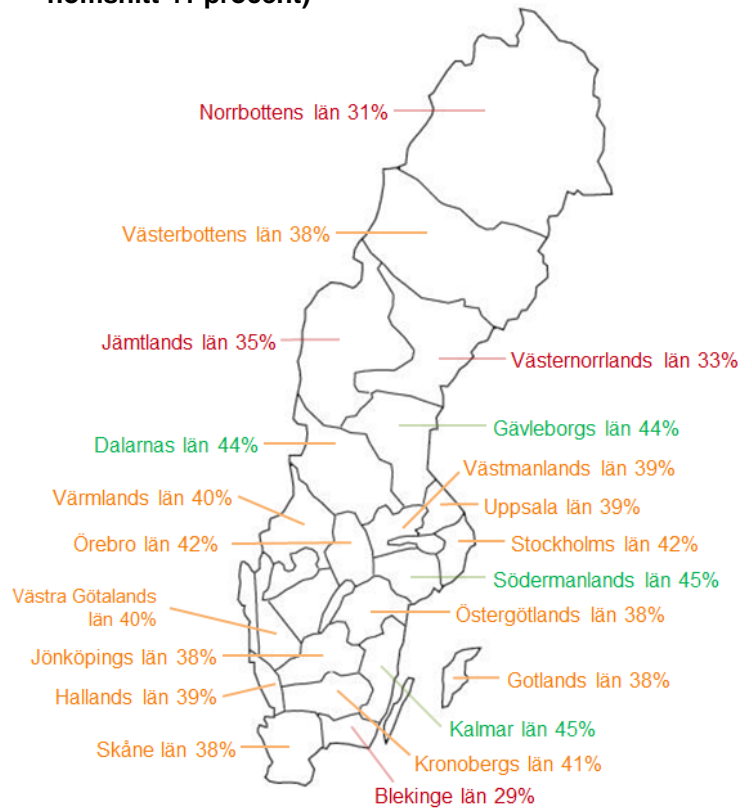 Norrbottens län 31%
Västerbottens län 38%
Jämtlands län 35%
Västernorrlands län 33%
Gävleborgs län 44%
Dalarnas län 44%
Västmanlands län 39%
Värmlands län 40%
Uppsala län 39%
Örebro län 42%
Stockholms län 42%
Södermanlands län 45%
Västra Götalands
län 40%
Östergötlands län 38%
Jönköpings län 38%
Gotlands län 38%
Hallands län 39%
Kalmar län 45%
Skåne län 38%
Kronobergs län 41%
Blekinge län 29%